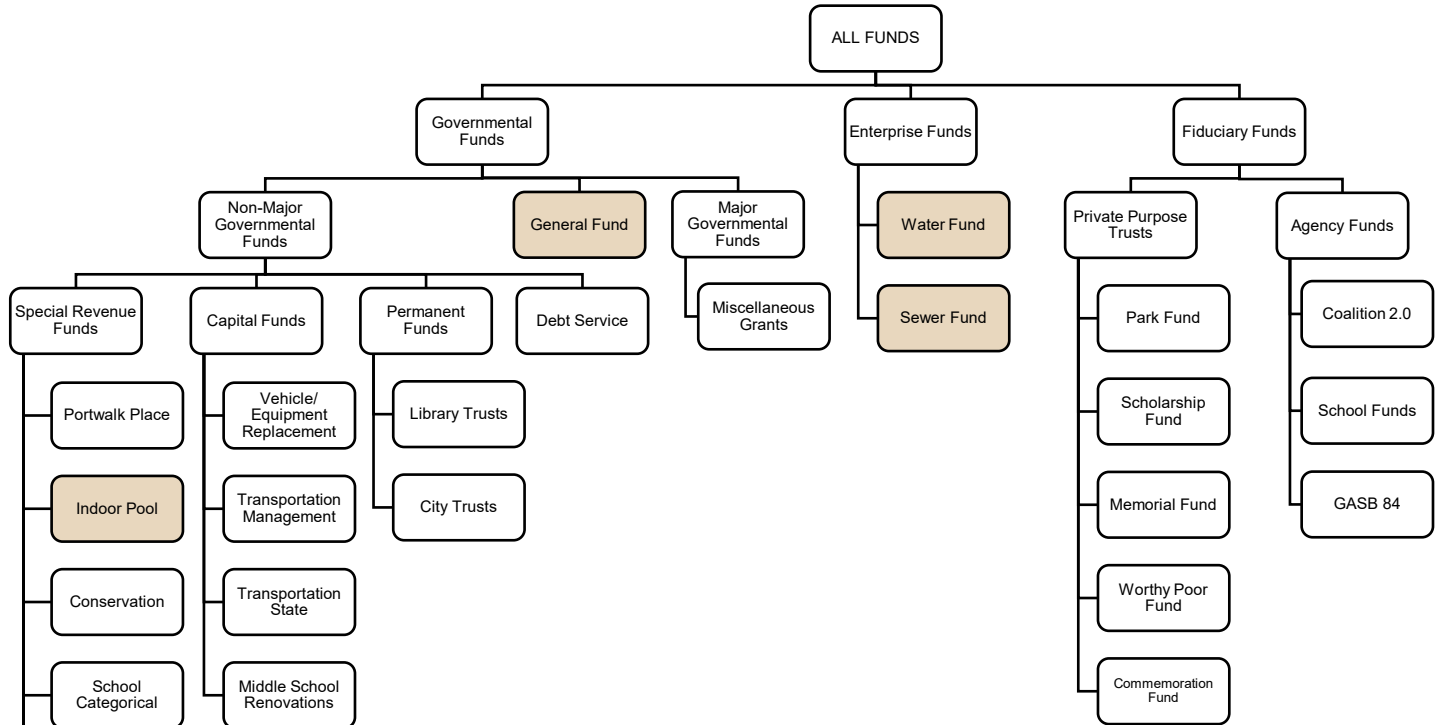 ALL FUNDS
Governmental
Funds
Enterprise Funds
Fiduciary Funds
Non-Major
Governmental
Funds
General Fund
Major
Governmental
Funds
Water Fund
Private Purpose
Trusts
Agency Funds
Special Revenue
Funds
Capital Funds
Permanent
Funds
Debt Service
Miscellaneous
Grants
Sewer Fund
Park Fund
Coalition 2.0
Portwalk Place
Vehicle/
Equipment
Replacement
Library Trusts
Scholarship
Fund
School Funds
Indoor Pool
Transportation
Management
City Trusts
Memorial Fund
GASB 84
Conservation
Transportation
State
Worthy Poor
Fund
School
Categorical
Middle School
Renovations
Commemoration
Fund